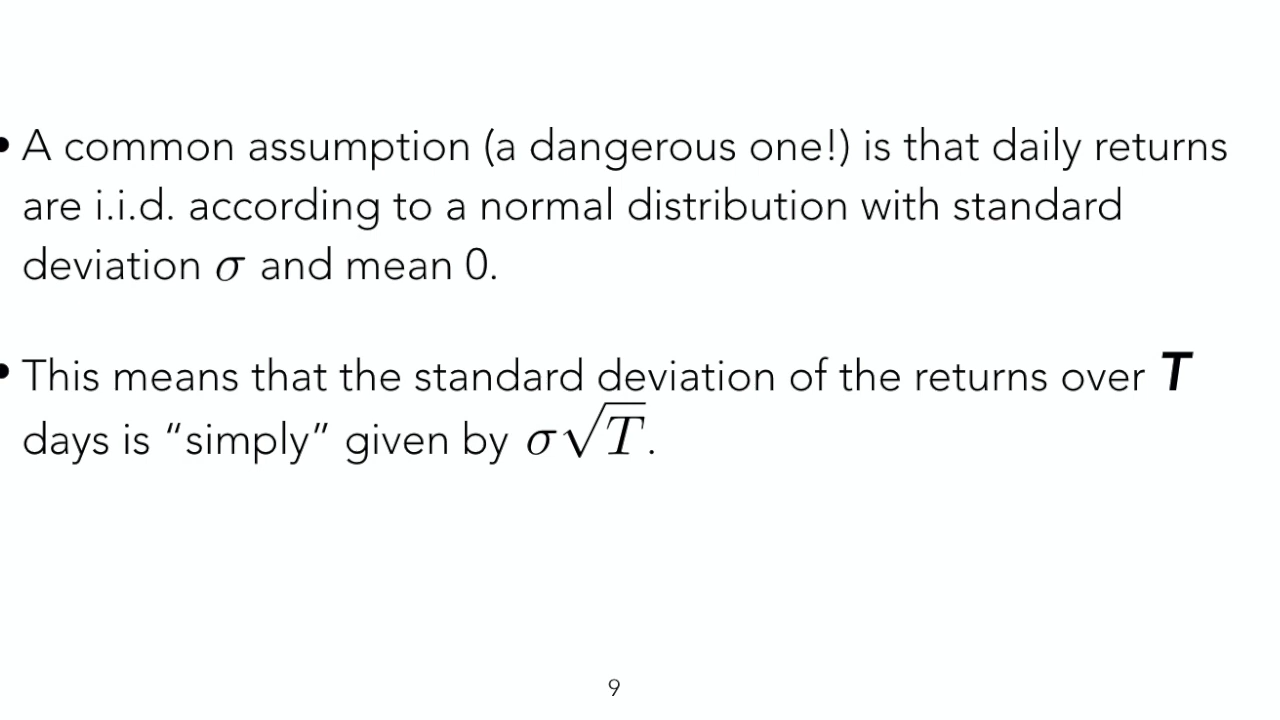 • A common assumption (a dangerous one!) is that daily returns
are i.i.d. according to a normal distribution with standard
deviation σ and mean 0.
• This means that the standard deviation of the returns over T
days is “simply” given by σ√T.
9